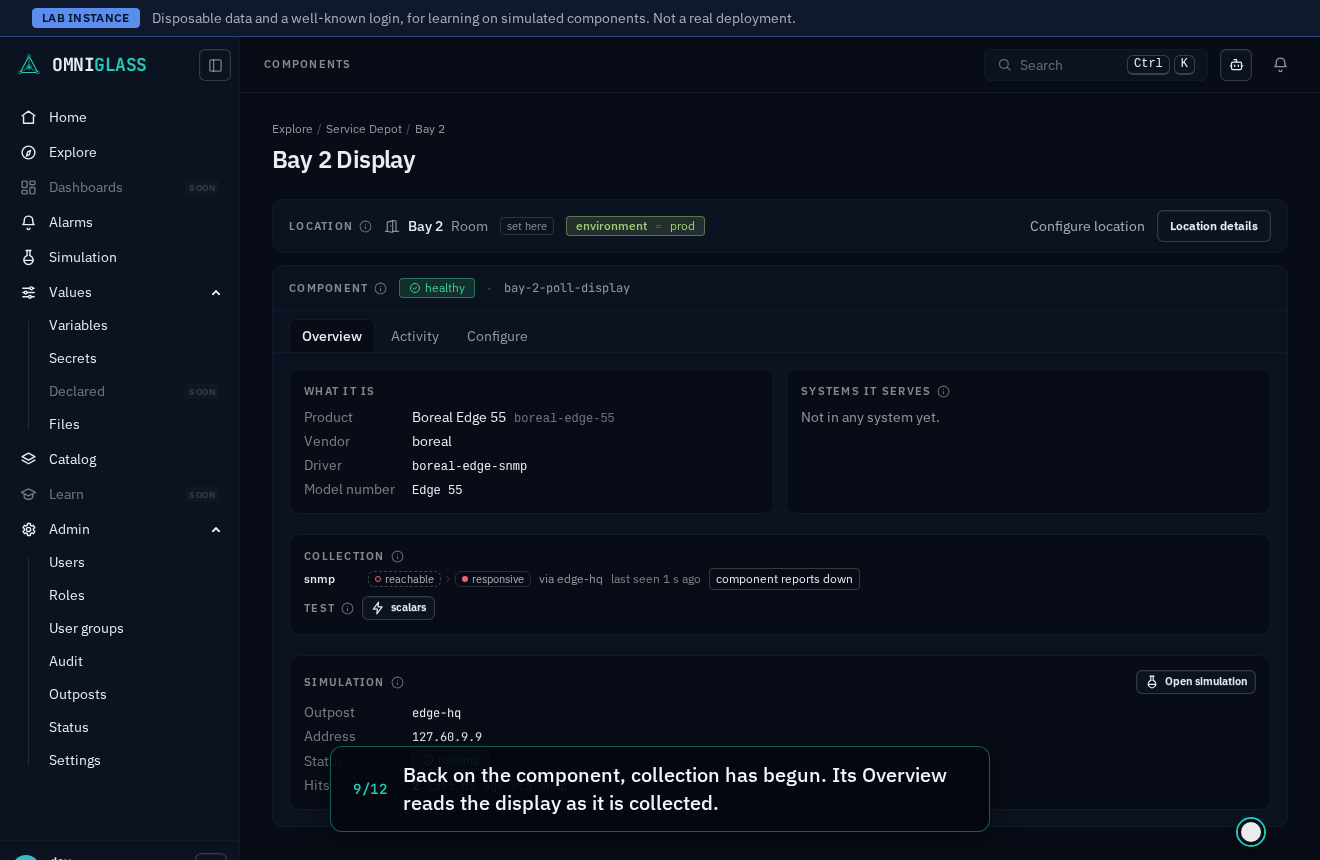 LAB INSTANCE Disposable data and a well-known login, for learning on simulated components. Not a real deployment.
OMNIGLASS
COMPONENTS
Search Ctrl K
Home
Explore
Dashboards SOON
Alarms
Simulation
Values
Variables
Secrets
Declared SOON
Files
Catalog
Learn SOON
Admin
Users
Roles
User groups
Audit
Outposts
Status
Settings
Explore / Service Depot / Bay 2
Bay 2 Display
LOCATION Bay 2 Room set here environment = prod Configure location Location details
COMPONENT healthy · bay-2-poll-display
Overview Activity Configure
WHAT IT IS
Product Boreal Edge 55 boreal-edge-55
Vendor boreal
Driver boreal-edge-snmp
Model number Edge 55
SYSTEMS IT SERVES
Not in any system yet.
COLLECTION
snmp reachable › responsive via edge-hq last seen 1 s ago component reports down
TEST scalars
SIMULATION Open simulation
Outpost edge-hq
Address 127.60.9.9
Status running
Hits 2
9/12 Back on the component, collection has begun. Its Overview
reads the display as it is collected.